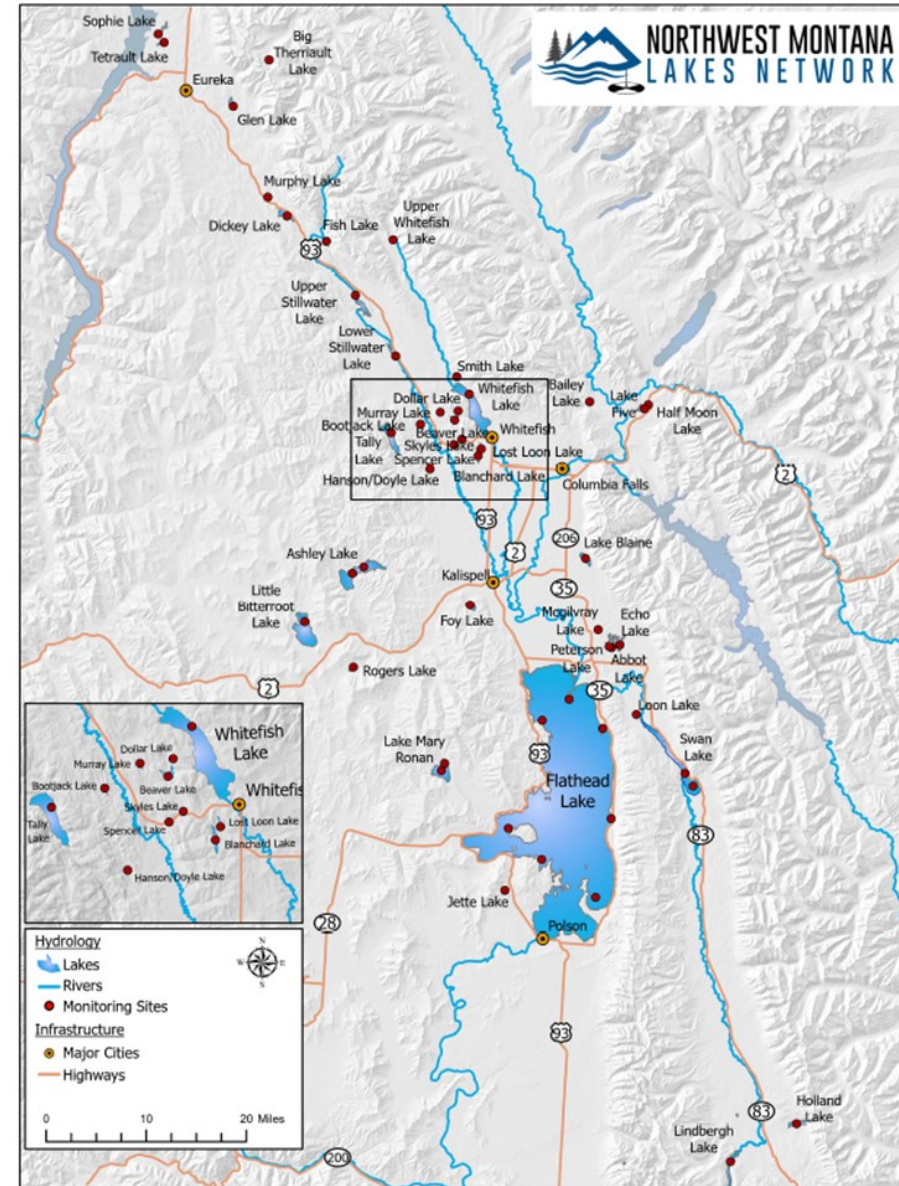 NORTHWEST MONTANA
LAKES NETWORK
Sophie Lake
Tetrault Lake
Big
Therriault
Lake
Eureka
Glen Lake
Murphy Lake
Dickey Lake
Fish Lake
Upper
Whitefish
Lake
93
Upper
Stillwater
Lake
Lower
Stillwater
Lake
Smith Lake
Whitefish
Lake
Dollar Lake
Murray Lake
Bootjack Lake
Beaver Lake
Whitefish
Tally
Lake
Skyles Lake
Spencer Lake
Lost Loon Lake
Blanchard Lake
Hanson/Doyle Lake
Bailey
Lake
Lake
Five
Half Moon
Lake
Columbia Falls
2
93
2
206
Lake Blaine
Ashley Lake
Kalispell
35
Little
Bitterroot
Lake
Foy Lake
Mcgilvray
Lake
Echo
Lake
Peterson
Lake
Abbot
Lake
Rogers Lake
2
35
Loon Lake
Swan
Lake
Lake Mary
Ronan
93
Flathead
Lake
83
Jette Lake
Polson
28
93
83
Holland
Lake
Lindbergh
Lake
200
Whitefish
Lake
Dollar Lake
Murray Lake
Bootjack Lake
Beaver Lake
Whitefis
Skyles Lake
Tally
Lake
Spencer Lake
Lost Loon Lake
Blanchard Lake
Hanson/Doyle Lake
Hydrology
Lakes
Rivers
Monitoring Sites
Infrastructure
Major Cities
Highways
N
W
E
S
0 10 20 Miles